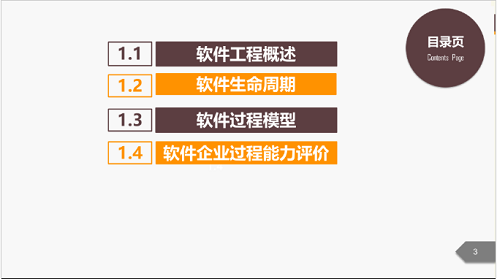 目录页
Contents Page
1.1 软件工程概述
1.2 软件生命周期
1.3 软件过程模型
1.4 软件企业过程能力评价
3